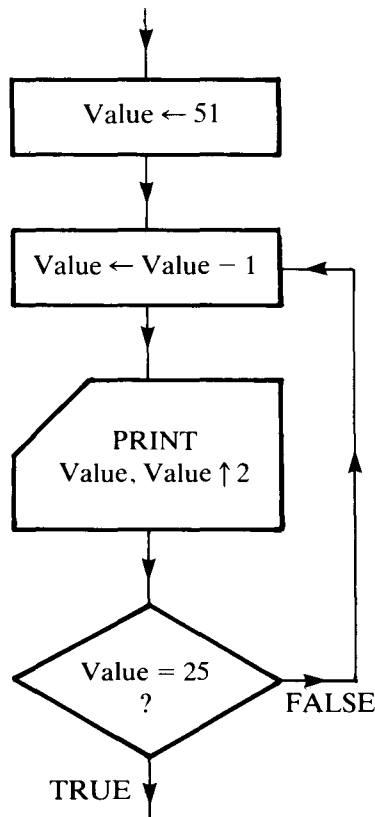 Value ← 51
Value ← Value − 1
PRINT
Value, Value ↑ 2
Value = 25
?
FALSE
TRUE